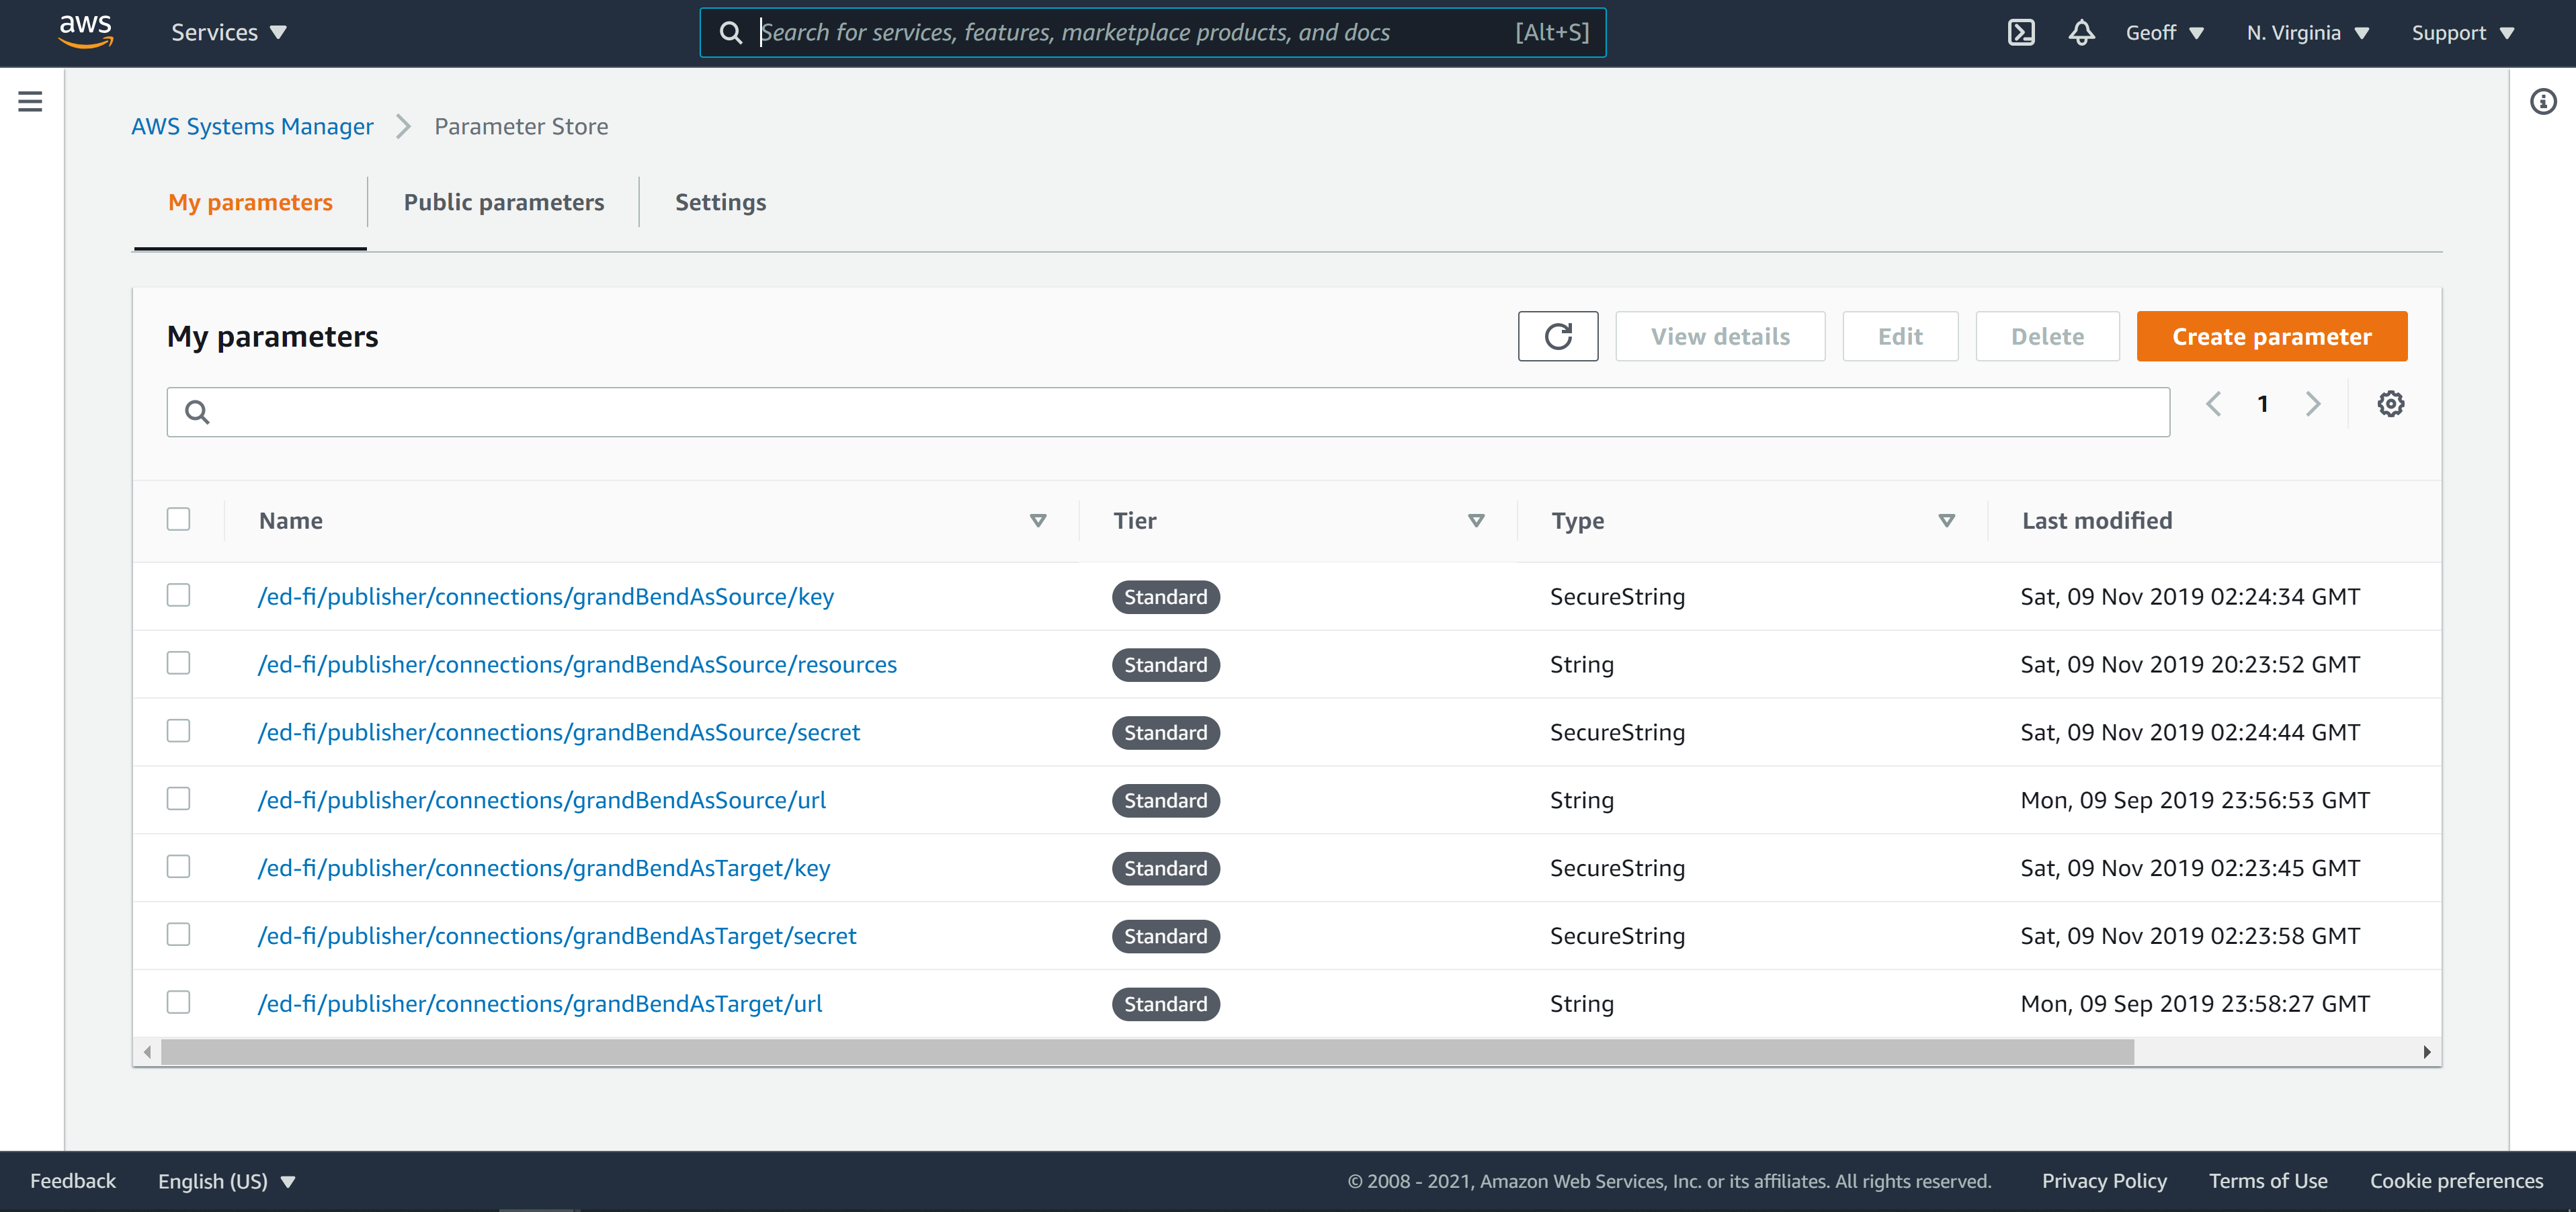 aws Services Search for services, features, marketplace products, and docs [Alt+S] Geoff N. Virginia Support
AWS Systems Manager Parameter Store
My parameters Public parameters Settings
My parameters View details Edit Delete Create parameter
1
Name Tier Type Last modified
/ed-fi/publisher/connections/grandBendAsSource/key Standard SecureString Sat, 09 Nov 2019 02:24:34 GMT
/ed-fi/publisher/connections/grandBendAsSource/resources Standard String Sat, 09 Nov 2019 20:23:52 GMT
/ed-fi/publisher/connections/grandBendAsSource/secret Standard SecureString Sat, 09 Nov 2019 02:24:44 GMT
/ed-fi/publisher/connections/grandBendAsSource/url Standard String Mon, 09 Sep 2019 23:56:53 GMT
/ed-fi/publisher/connections/grandBendAsTarget/key Standard SecureString Sat, 09 Nov 2019 02:23:45 GMT
/ed-fi/publisher/connections/grandBendAsTarget/secret Standard SecureString Sat, 09 Nov 2019 02:23:58 GMT
/ed-fi/publisher/connections/grandBendAsTarget/url Standard String Mon, 09 Sep 2019 23:58:27 GMT
Feedback English (US) © 2008 - 2021, Amazon Web Services, Inc. or its affiliates. All rights reserved. Privacy Policy Terms of Use Cookie preferences